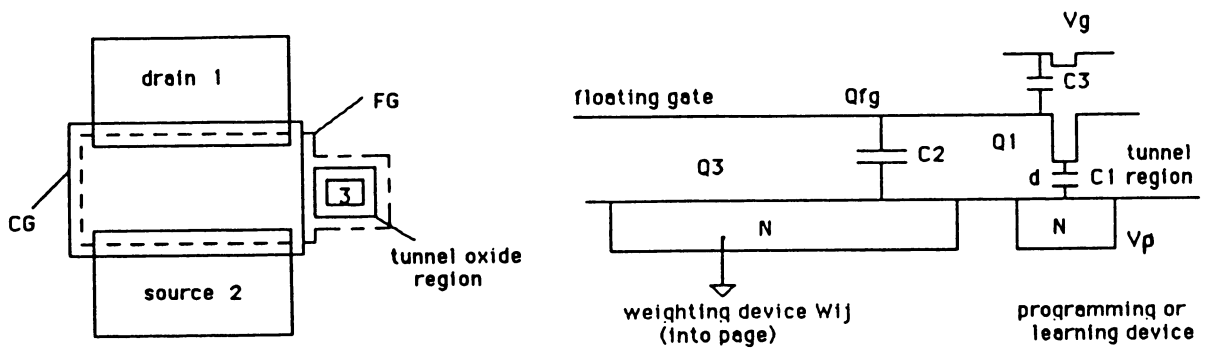 drain 1
FG
3
CG
tunnel oxide
region
source 2
Vg
C3
floating gate
Qfg
Q1
C2
Q3
tunnel
region
d
C1
N
N
Vp
weighting device Wij
(into page)
programming or
learning device